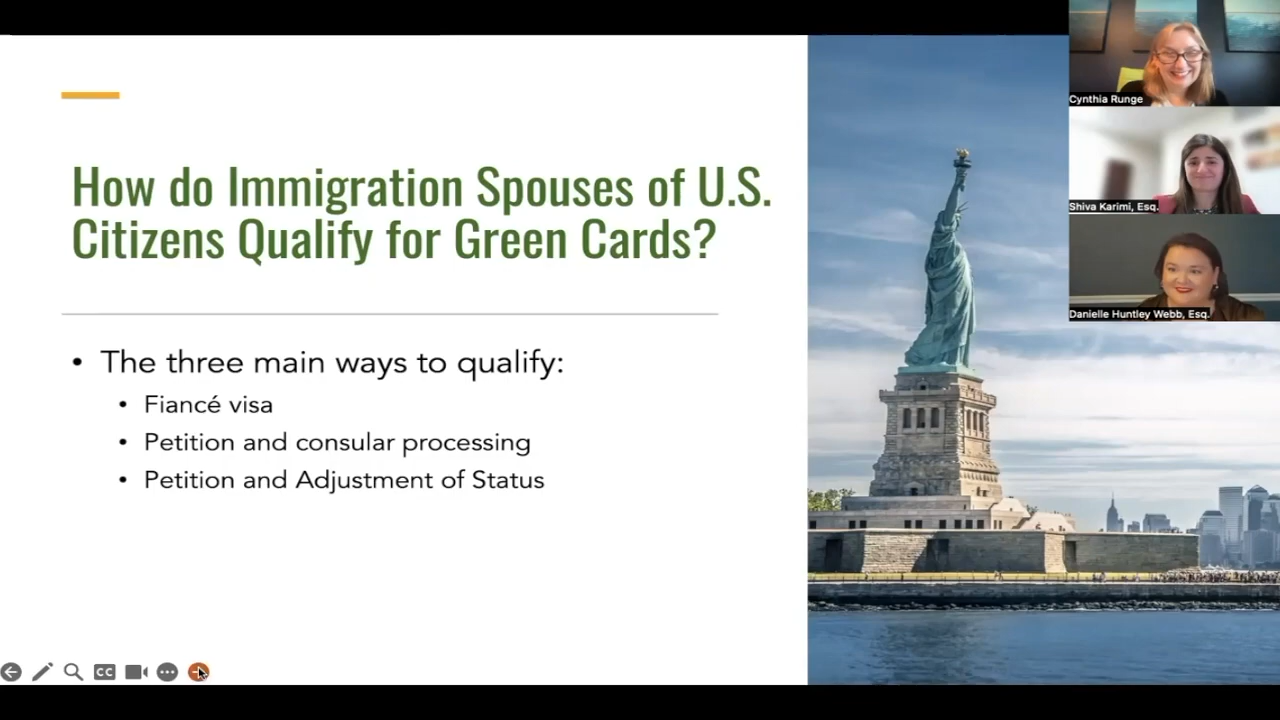 How do Immigration Spouses of U.S.
Citizens Qualify for Green Cards?
• The three main ways to qualify:
• Fiancé visa
• Petition and consular processing
• Petition and Adjustment of Status
Cynthia Runge
Shiva Karimi, Esq.
Danielle Huntley Webb, Esq.
CC